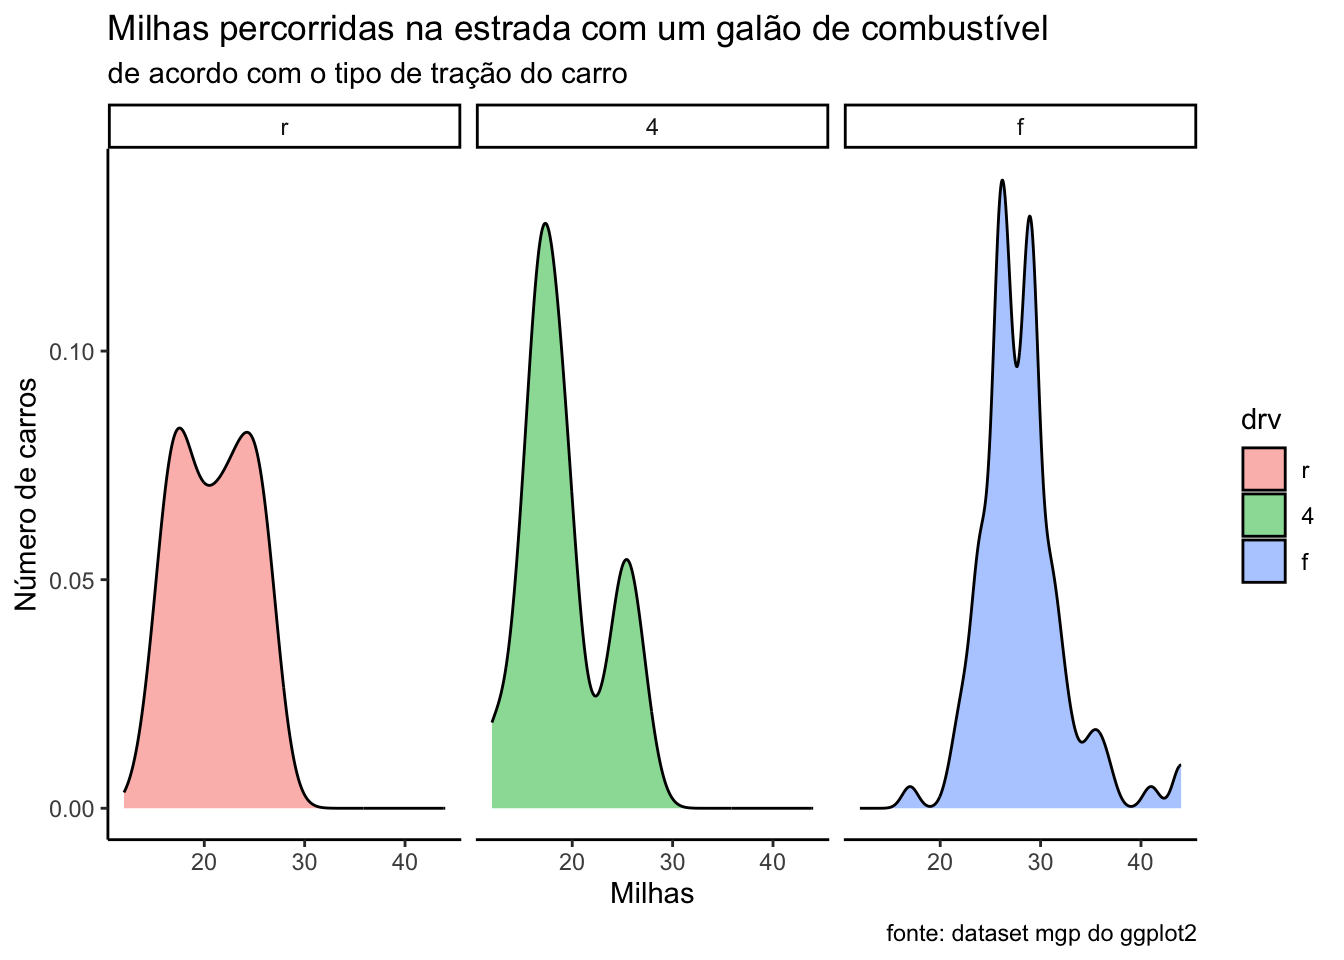 Milhas percorridas na estrada com um galão de combustível
de acordo com o tipo de tração do carro
r
4
f
Número de carros
0.10
0.05
0.00
20 30 40
20 30 40
20 30 40
Milhas
drv
r
4
f
fonte: dataset mgp do ggplot2